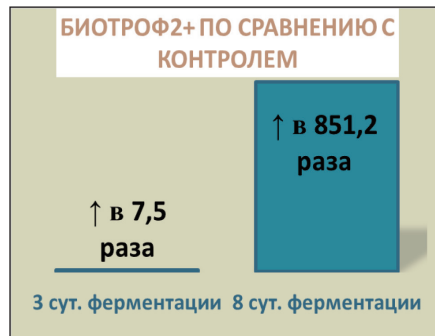 БИОТРОФ2+ ПО СРАВНЕНИЮ С
КОНТРОЛЕМ
↑ в 851,2
раза
↑ в 7,5
раза
3 сут. ферментации 8 сут. ферментации